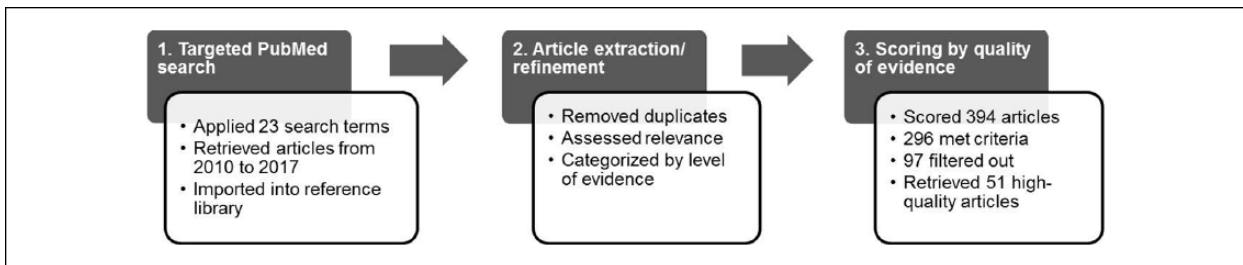 1. Targeted PubMed
search
• Applied 23 search terms
• Retrieved articles from
2010 to 2017
• Imported into reference
library
2. Article extraction/
refinement
• Removed duplicates
• Assessed relevance
• Categorized by level
of evidence
3. Scoring by quality
of evidence
• Scored 394 articles
• 296 met criteria
• 97 filtered out
• Retrieved 51 high-
quality articles